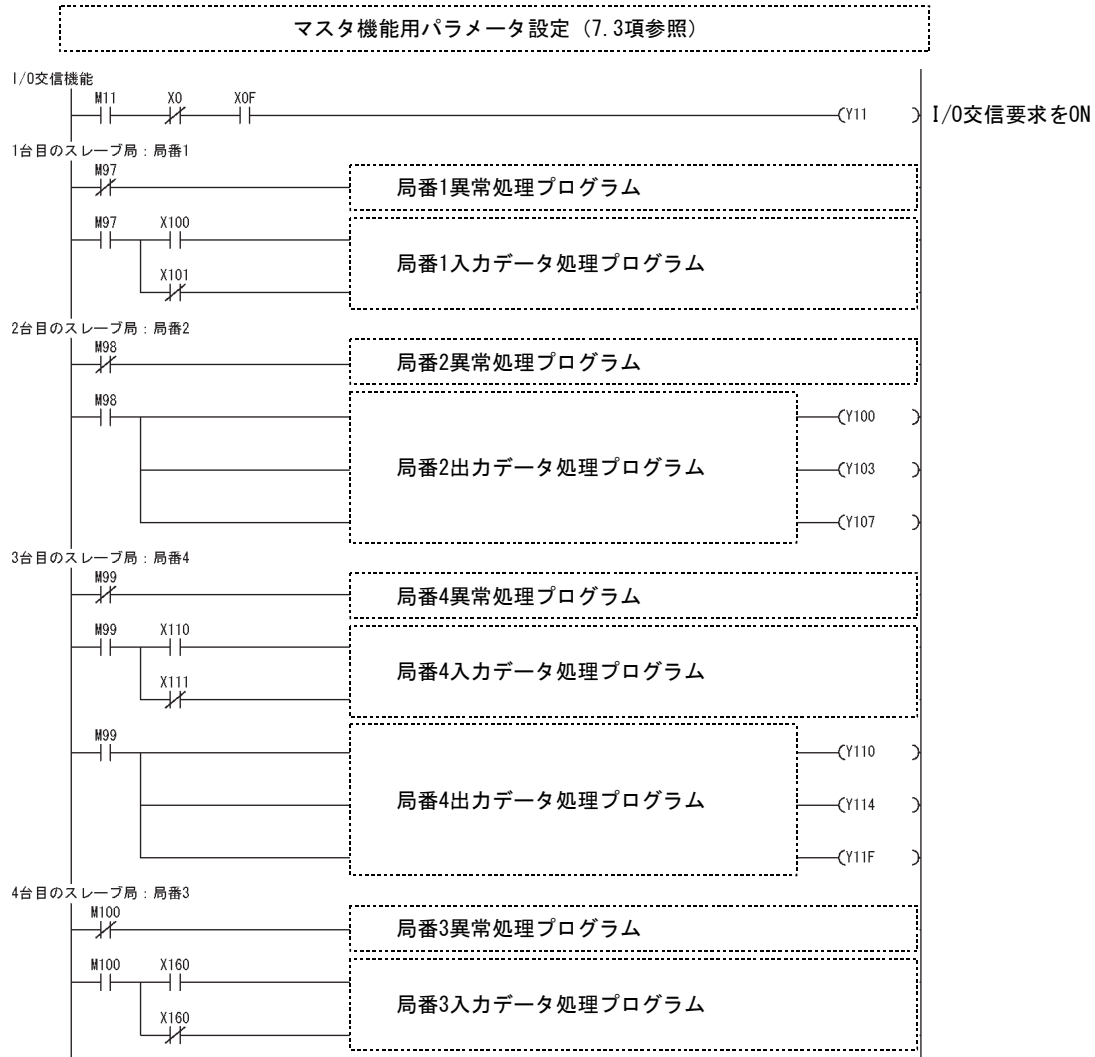 マスタ機能用パラメータ設定（7.3項参照）
I/O交信機能
M11 X0 X0F
Y11 I/O交信要求をON
1台目のスレーブ局：局番1
M97
局番1異常処理プログラム
M97 X100
X101
局番1入力データ処理プログラム
2台目のスレーブ局：局番2
M98
局番2異常処理プログラム
M98
Y100
局番2出力データ処理プログラム
Y103
Y107
3台目のスレーブ局：局番4
M99
局番4異常処理プログラム
M99 X110
X111
局番4入力データ処理プログラム
M99
Y110
局番4出力データ処理プログラム
Y114
Y11F
4台目のスレーブ局：局番3
M100
局番3異常処理プログラム
M100 X160
X160
局番3入力データ処理プログラム